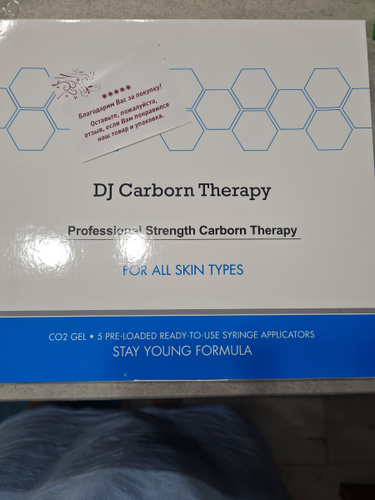 *****
Благодарим Вас за покупку!
Оставьте, пожалуйста,
отзыв, если Вам понравился
наш товар и упаковка.
DJ Carborn Therapy
Professional Strength Carborn Therapy
FOR ALL SKIN TYPES
CO2 GEL • 5 PRE-LOADED READY-TO-USE SYRINGE APPLICATORS
STAY YOUNG FORMULA